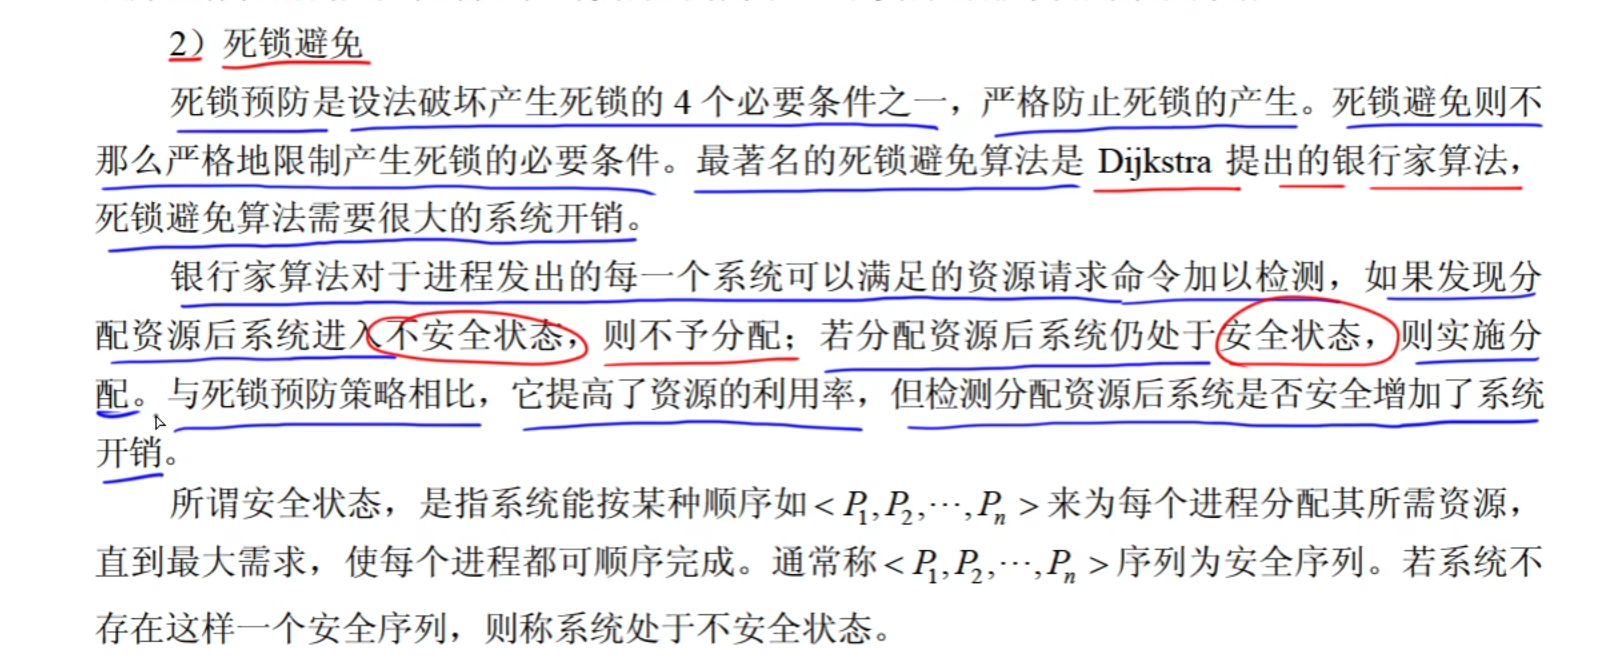 2）死锁避免
死锁预防是设法破坏产生死锁的 4 个必要条件之一，严格防止死锁的产生。死锁避免则不
那么严格地限制产生死锁的必要条件。最著名的死锁避免算法是 Dijkstra 提出的银行家算法，
死锁避免算法需要很大的系统开销。
银行家算法对于进程发出的每一个系统可以满足的资源请求命令加以检测，如果发现分
配资源后系统进入不安全状态，则不予分配；若分配资源后系统仍处于安全状态，则实施分
配。与死锁预防策略相比，它提高了资源的利用率，但检测分配资源后系统是否安全增加了系统
开销。
所谓安全状态，是指系统能按某种顺序如＜P₁,P₂,⋯,Pₙ＞来为每个进程分配其所需资源，
直到最大需求，使每个进程都可顺序完成。通常称＜P₁,P₂,⋯,Pₙ＞序列为安全序列。若系统不
存在这样一个安全序列，则称系统处于不安全状态。